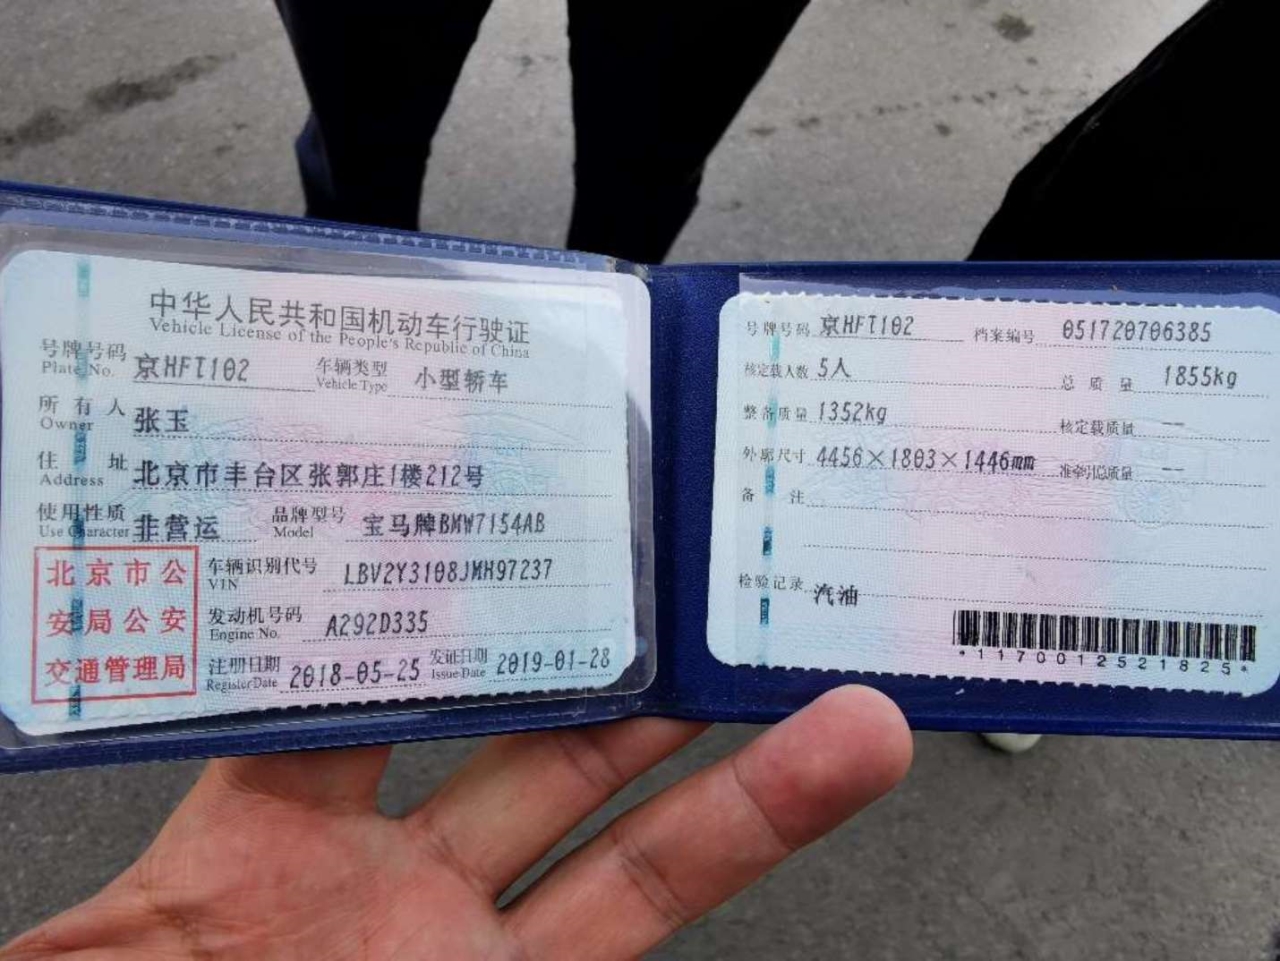 中华人民共和国机动车行驶证
Vehicle License of the People's Republic of China
号牌号码 京HFT102 车辆类型 小型轿车
Plate No. Vehicle Type
所有人 张玉
Owner
住址 北京市丰台区张郭庄1楼212号
Address
使用性质 非营运 品牌型号 宝马牌BMW7154AB
Use Character Model
北京市公
安局公安
交通管理局
车辆识别代号 LBV2Y3108JMH97237
VIN
发动机号码 A292D335
Engine No.
注册日期 2018-05-25 发证日期 2019-01-28
Register Date Issue Date
号牌号码 京HFT102 档案编号 051720706385
核定载人数 5人 总质量 1855kg
整备质量 1352kg 核定载质量 --
外廓尺寸 4456×1803×1446mm 准牵引总质量 --
备注
检验记录 汽油
*1170012521825*